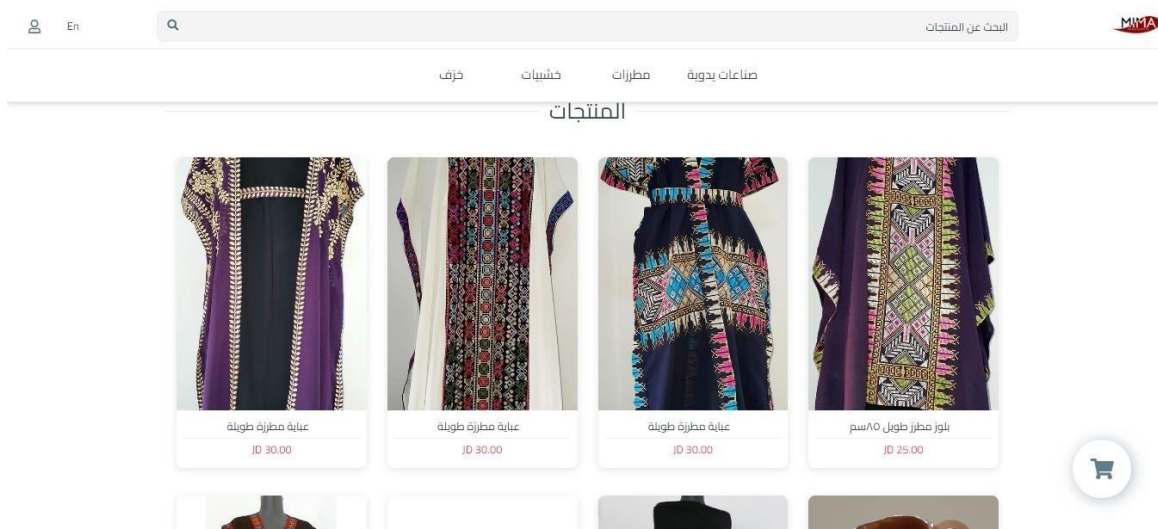 MIMA
البحث عن المنتجات
En
صناعات يدوية
مطرزات
خشبيات
خزف
المنتجات
بلوز مطرز طويل ٨٥سم
JD 25.00
عباية مطرزة طويلة
JD 30.00
عباية مطرزة طويلة
JD 30.00
عباية مطرزة طويلة
JD 30.00